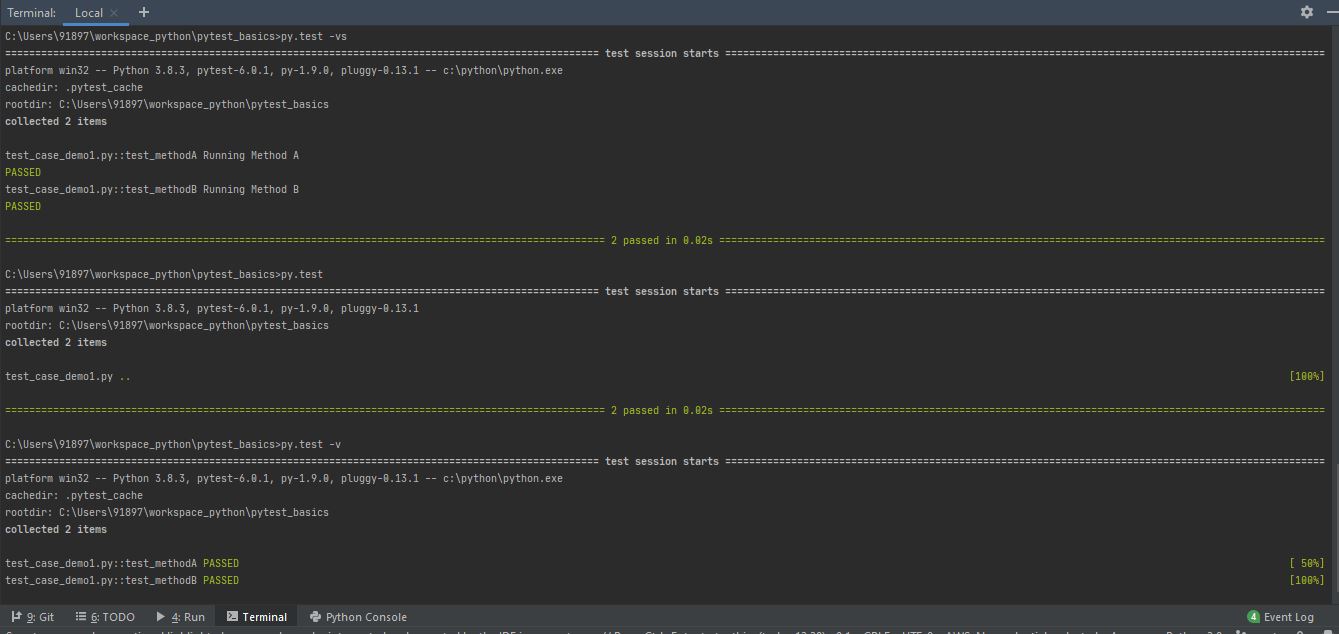 Terminal: Local × +
C:\Users\91897\workspace_python\pytest_basics>py.test -vs
=================================================================================================== test session starts ====================================================================================================
platform win32 -- Python 3.8.3, pytest-6.0.1, py-1.9.0, pluggy-0.13.1 -- c:\python\python.exe
cachedir: .pytest_cache
rootdir: C:\Users\91897\workspace_python\pytest_basics
collected 2 items
test_case_demo1.py::test_methodA Running Method A
PASSED
test_case_demo1.py::test_methodB Running Method B
PASSED
==================================================================================================== 2 passed in 0.02s =====================================================================================================
C:\Users\91897\workspace_python\pytest_basics>py.test
=================================================================================================== test session starts ====================================================================================================
platform win32 -- Python 3.8.3, pytest-6.0.1, py-1.9.0, pluggy-0.13.1
rootdir: C:\Users\91897\workspace_python\pytest_basics
collected 2 items
test_case_demo1.py .. [100%]
==================================================================================================== 2 passed in 0.02s =====================================================================================================
C:\Users\91897\workspace_python\pytest_basics>py.test -v
=================================================================================================== test session starts ====================================================================================================
platform win32 -- Python 3.8.3, pytest-6.0.1, py-1.9.0, pluggy-0.13.1 -- c:\python\python.exe
cachedir: .pytest_cache
rootdir: C:\Users\91897\workspace_python\pytest_basics
collected 2 items
test_case_demo1.py::test_methodA PASSED [ 50%]
test_case_demo1.py::test_methodB PASSED [100%]
9: Git 6: TODO 4: Run Terminal Python Console 4 Event Log